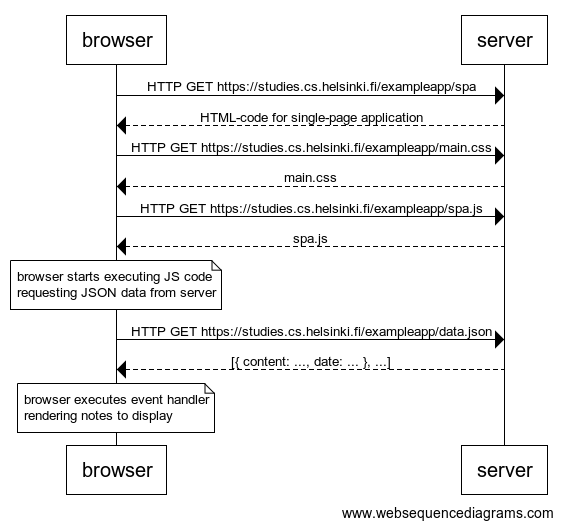 browser
server
HTTP GET https://studies.cs.helsinki.fi/exampleapp/spa
HTML-code for single-page application
HTTP GET https://studies.cs.helsinki.fi/exampleapp/main.css
main.css
HTTP GET https://studies.cs.helsinki.fi/exampleapp/spa.js
spa.js
browser starts executing JS code
requesting JSON data from server
HTTP GET https://studies.cs.helsinki.fi/exampleapp/data.json
[{ content: ..., date: ... }, ...]
browser executes event handler
rendering notes to display
browser
server
www.websequencediagrams.com